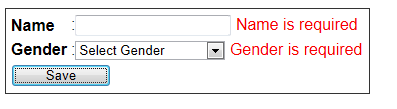 Name : Name is required
Gender : Select Gender Gender is required
Save